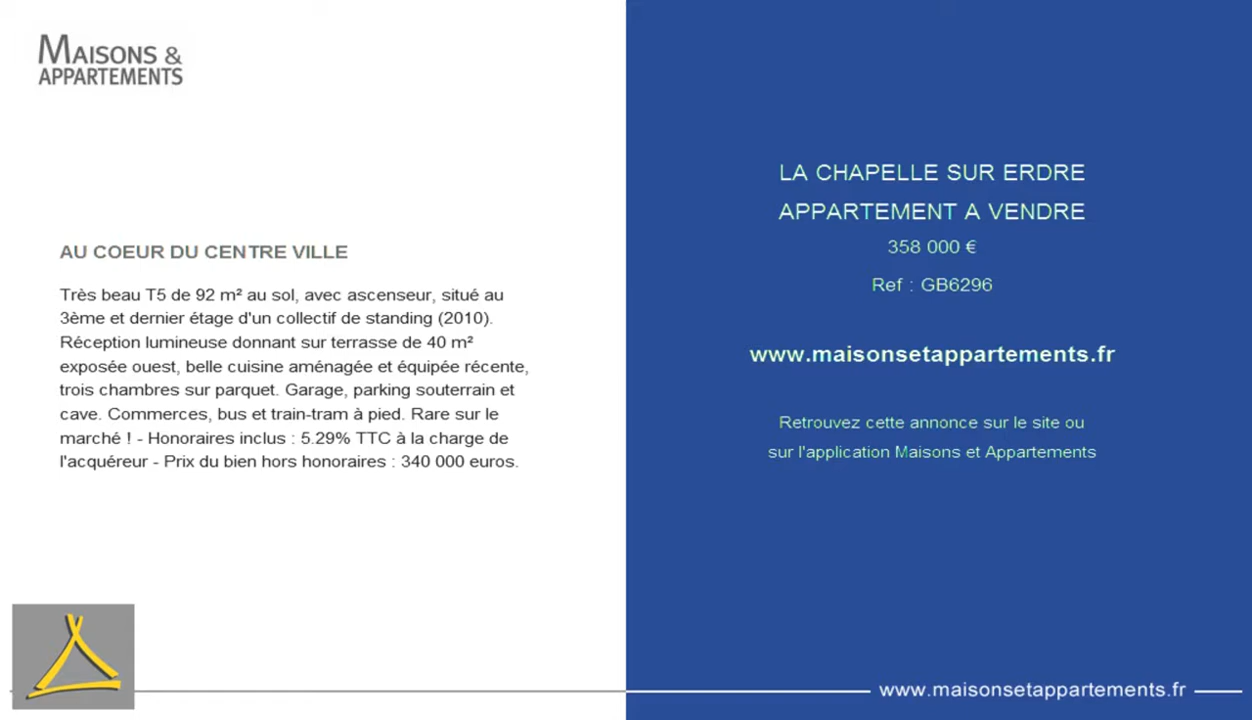 MAISONS &
APPARTEMENTS
AU COEUR DU CENTRE VILLE
Très beau T5 de 92 m² au sol, avec ascenseur, situé au
3ème et dernier étage d'un collectif de standing (2010).
Réception lumineuse donnant sur terrasse de 40 m²
exposée ouest, belle cuisine aménagée et équipée récente,
trois chambres sur parquet. Garage, parking souterrain et
cave. Commerces, bus et train-tram à pied. Rare sur le
marché ! - Honoraires inclus : 5.29% TTC à la charge de
l'acquéreur - Prix du bien hors honoraires : 340 000 euros.
LA CHAPELLE SUR ERDRE
APPARTEMENT A VENDRE
358 000 €
Ref : GB6296
www.maisonsetappartements.fr
Retrouvez cette annonce sur le site ou
sur l'application Maisons et Appartements
www.maisonsetappartements.fr